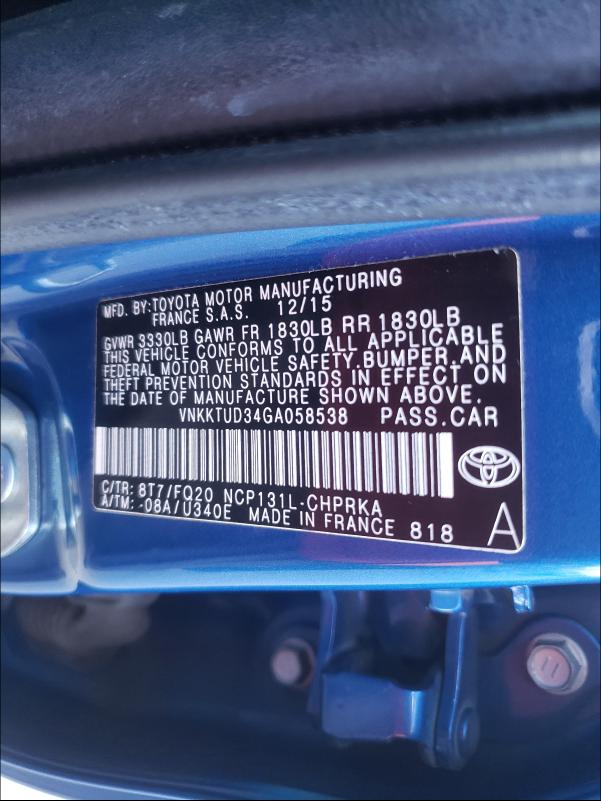 MFD. BY:TOYOTA MOTOR MANUFACTURING
FRANCE S.A.S. 12/15
GVWR 3330LB GAWR FR 1830LB RR 1830LB
THIS VEHICLE CONFORMS TO ALL APPLICABLE
FEDERAL MOTOR VEHICLE SAFETY,BUMPER,AND
THEFT PREVENTION STANDARDS IN EFFECT ON
THE DATE OF MANUFACTURE SHOWN ABOVE.
VNKKTUD34GA058538 PASS.CAR
C/TR: 8T7/FQ20 NCP131L-CHPRKA
A/TM: -08A/U340E MADE IN FRANCE 818 A